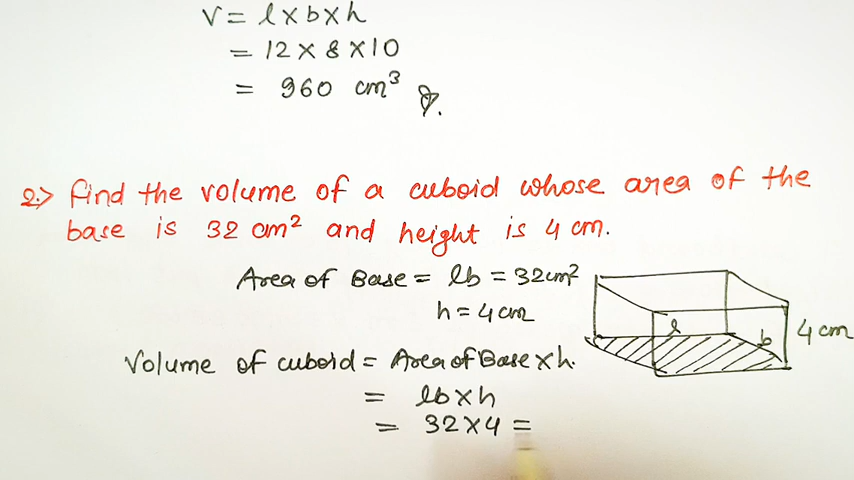 V = l×b×h
= 12 × 8 × 10
= 960 cm³
2.> Find the volume of a cuboid whose area of the
base is 32 cm² and height is 4 cm.
Area of Base = lb = 32cm²
h = 4cm
l
b
4 cm
Volume of cuboid = Area of Base × h.
= lb × h
= 32 × 4 =